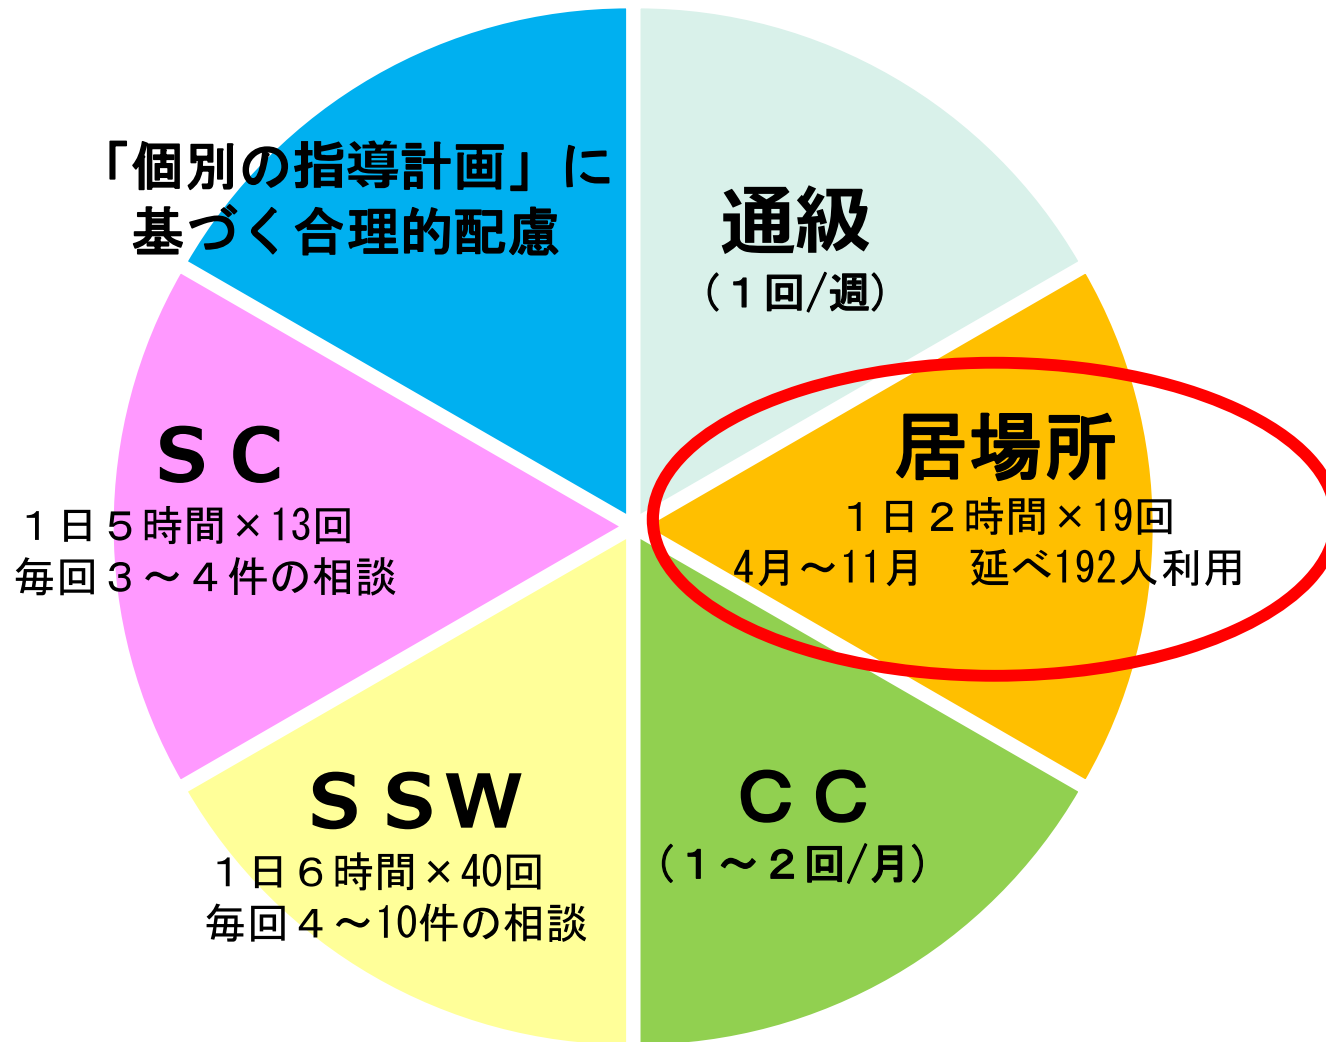 「個別の指導計画」に
基づく合理的配慮
通級
（１回/週）
居場所
１日２時間×19回
4月～11月　延べ192人利用
ＣＣ
（１～２回/月）
ＳＳＷ
１日６時間×40回
毎回４～10件の相談
ＳＣ
１日５時間×13回
毎回３～４件の相談